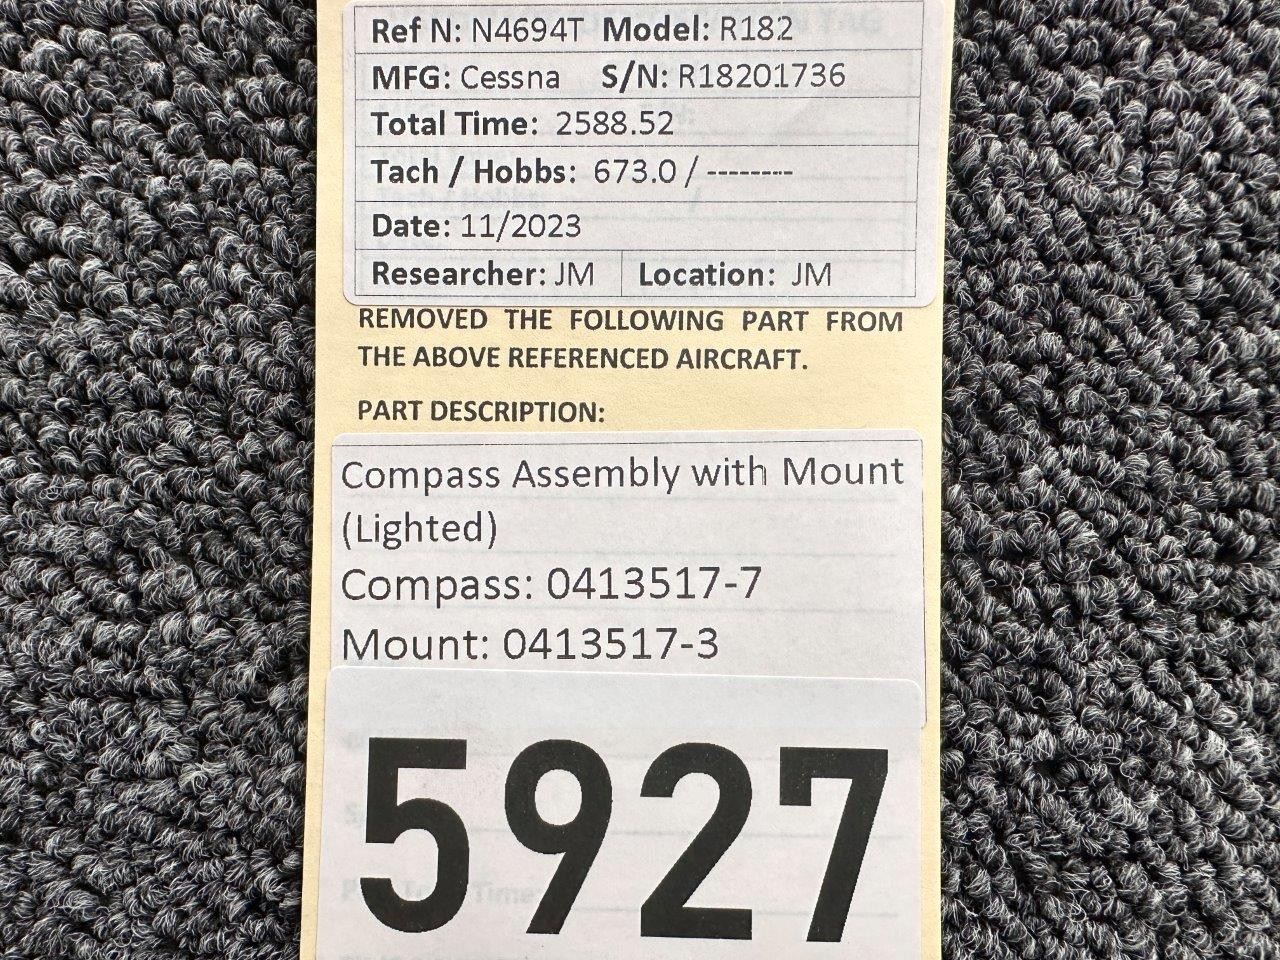 Ref N: N4694T Model: R182
MFG: Cessna S/N: R18201736
Total Time: 2588.52
Tach / Hobbs: 673.0 / --------
Date: 11/2023
Researcher: JM Location: JM
REMOVED THE FOLLOWING PART FROM
THE ABOVE REFERENCED AIRCRAFT.
PART DESCRIPTION:
Compass Assembly with Mount
(Lighted)
Compass: 0413517-7
Mount: 0413517-3
5927